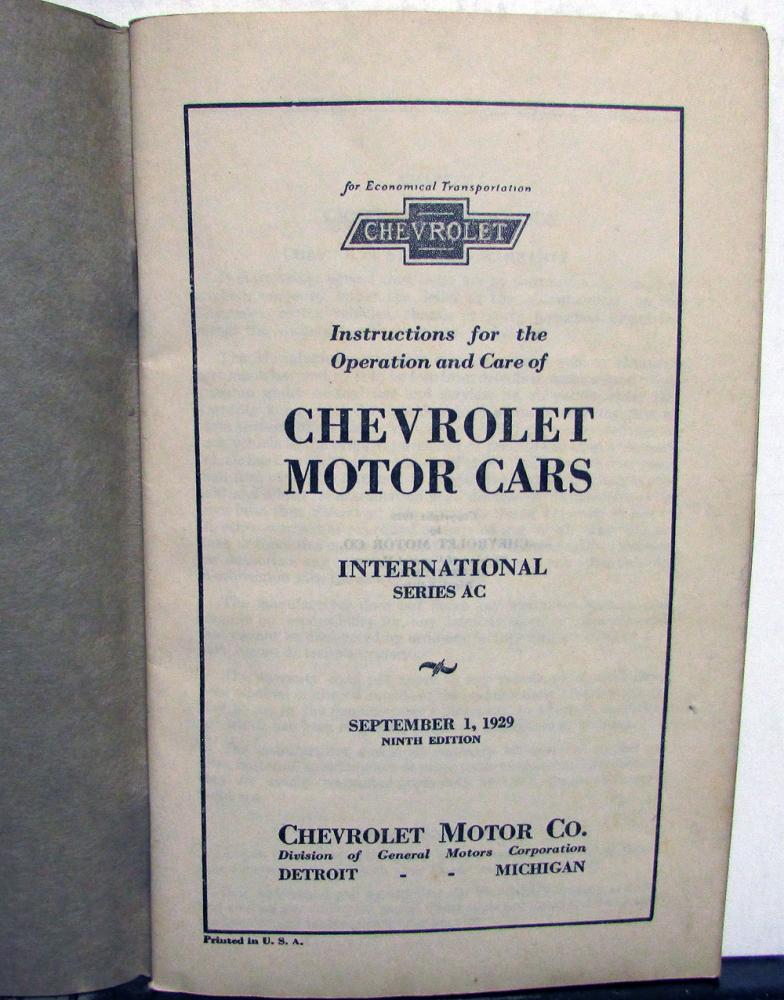 for Economical Transportation
CHEVROLET
Instructions for the
Operation and Care of
CHEVROLET
MOTOR CARS
INTERNATIONAL
SERIES AC
SEPTEMBER 1, 1929
NINTH EDITION
CHEVROLET MOTOR CO.
Division of General Motors Corporation
DETROIT - - MICHIGAN
Printed in U. S. A.